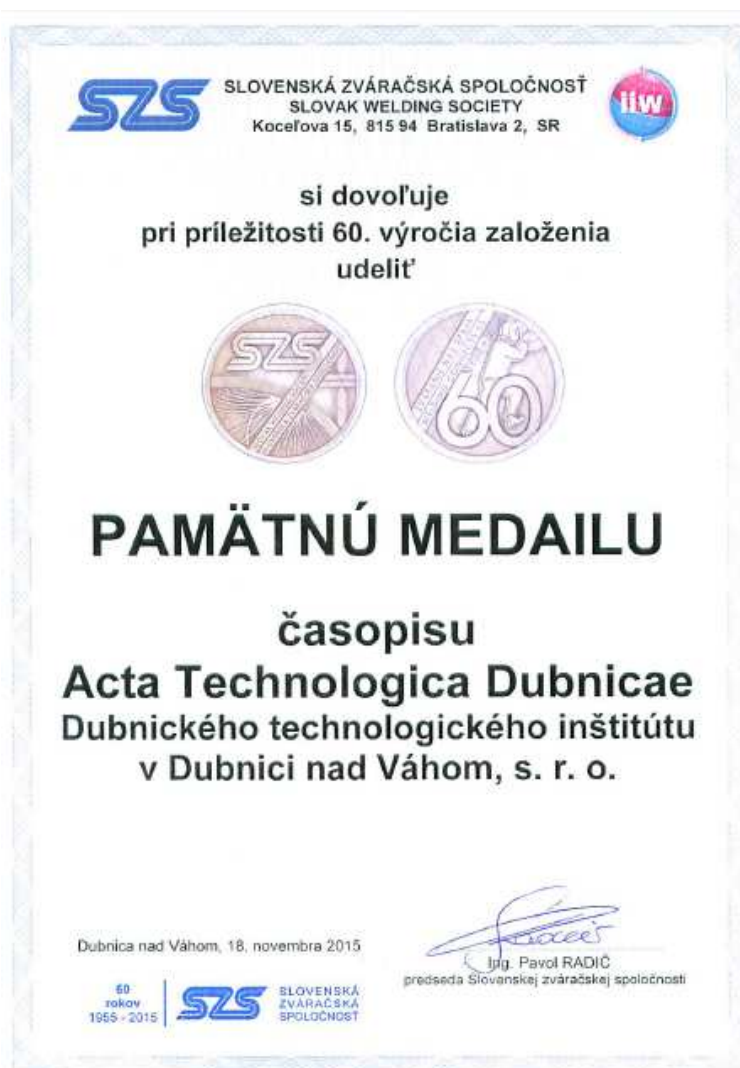 SZS
SLOVENSKÁ ZVÁRAČSKÁ SPOLOČNOSŤ
SLOVAK WELDING SOCIETY
Koceľova 15, 815 94 Bratislava 2, SR
iiw
si dovoľuje
pri príležitosti 60. výročia založenia
udeliť
SZS
60
PAMÄTNÚ MEDAILU
časopisu
Acta Technologica Dubnicae
Dubnického technologického inštitútu
v Dubnici nad Váhom, s. r. o.
Dubnica nad Váhom, 18. novembra 2015
Ing. Pavol RADIČ
predseda Slovenskej zváračskej spoločnosti
60
rokov
1955 - 2015
SZS
SLOVENSKÁ
ZVÁRAČSKÁ
SPOLOČNOSŤ